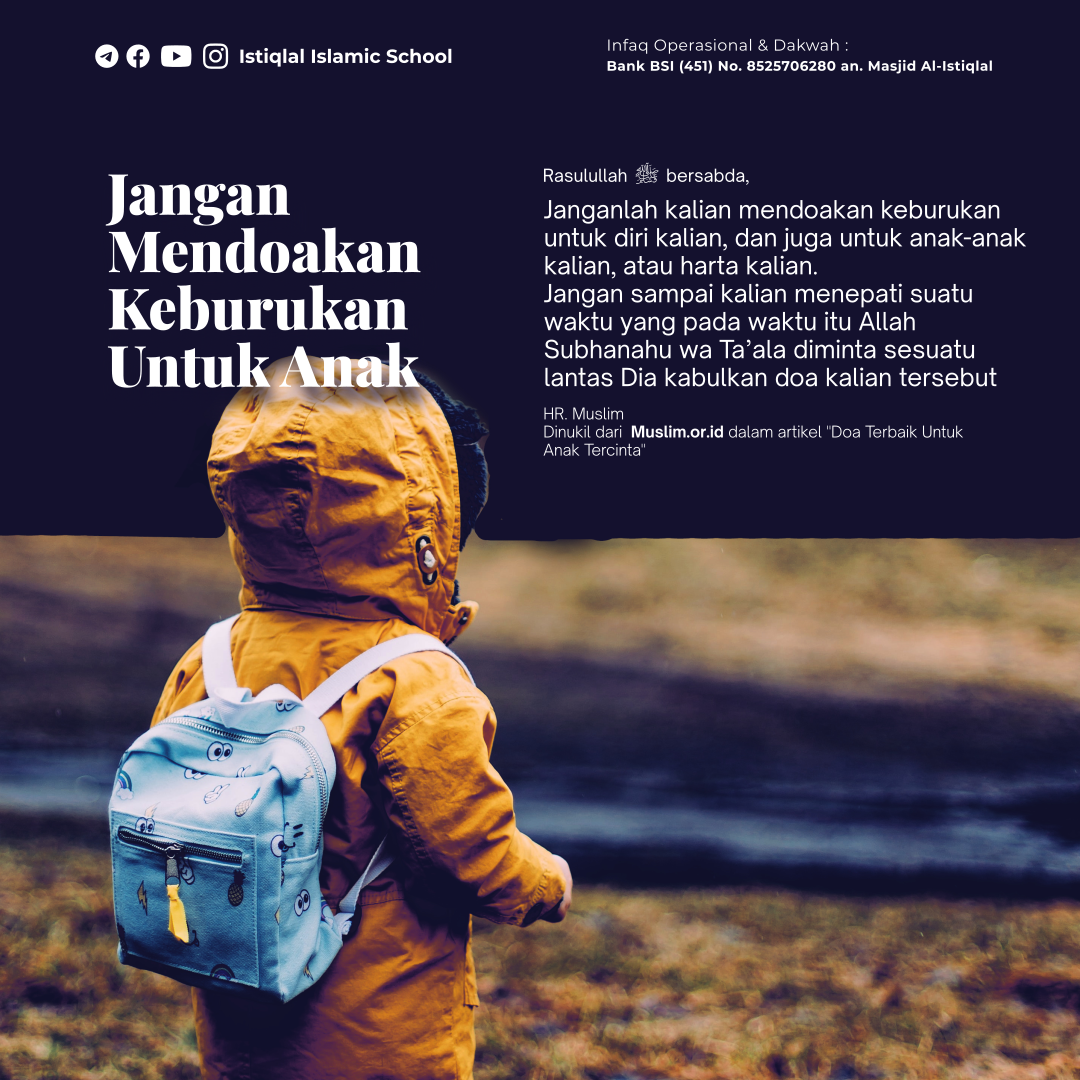 Istiqlal Islamic School
Infaq Operasional & Dakwah :
Bank BSI (451) No. 8525706280 an. Masjid Al-Istiqlal
Jangan
Mendoakan
Keburukan
Untuk Anak
Rasulullah ﷺ bersabda,
Janganlah kalian mendoakan keburukan
untuk diri kalian, dan juga untuk anak-anak
kalian, atau harta kalian.
Jangan sampai kalian menepati suatu
waktu yang pada waktu itu Allah
Subhanahu wa Ta’ala diminta sesuatu
lantas Dia kabulkan doa kalian tersebut
HR. Muslim
Dinukil dari Muslim.or.id dalam artikel "Doa Terbaik Untuk
Anak Tercinta"